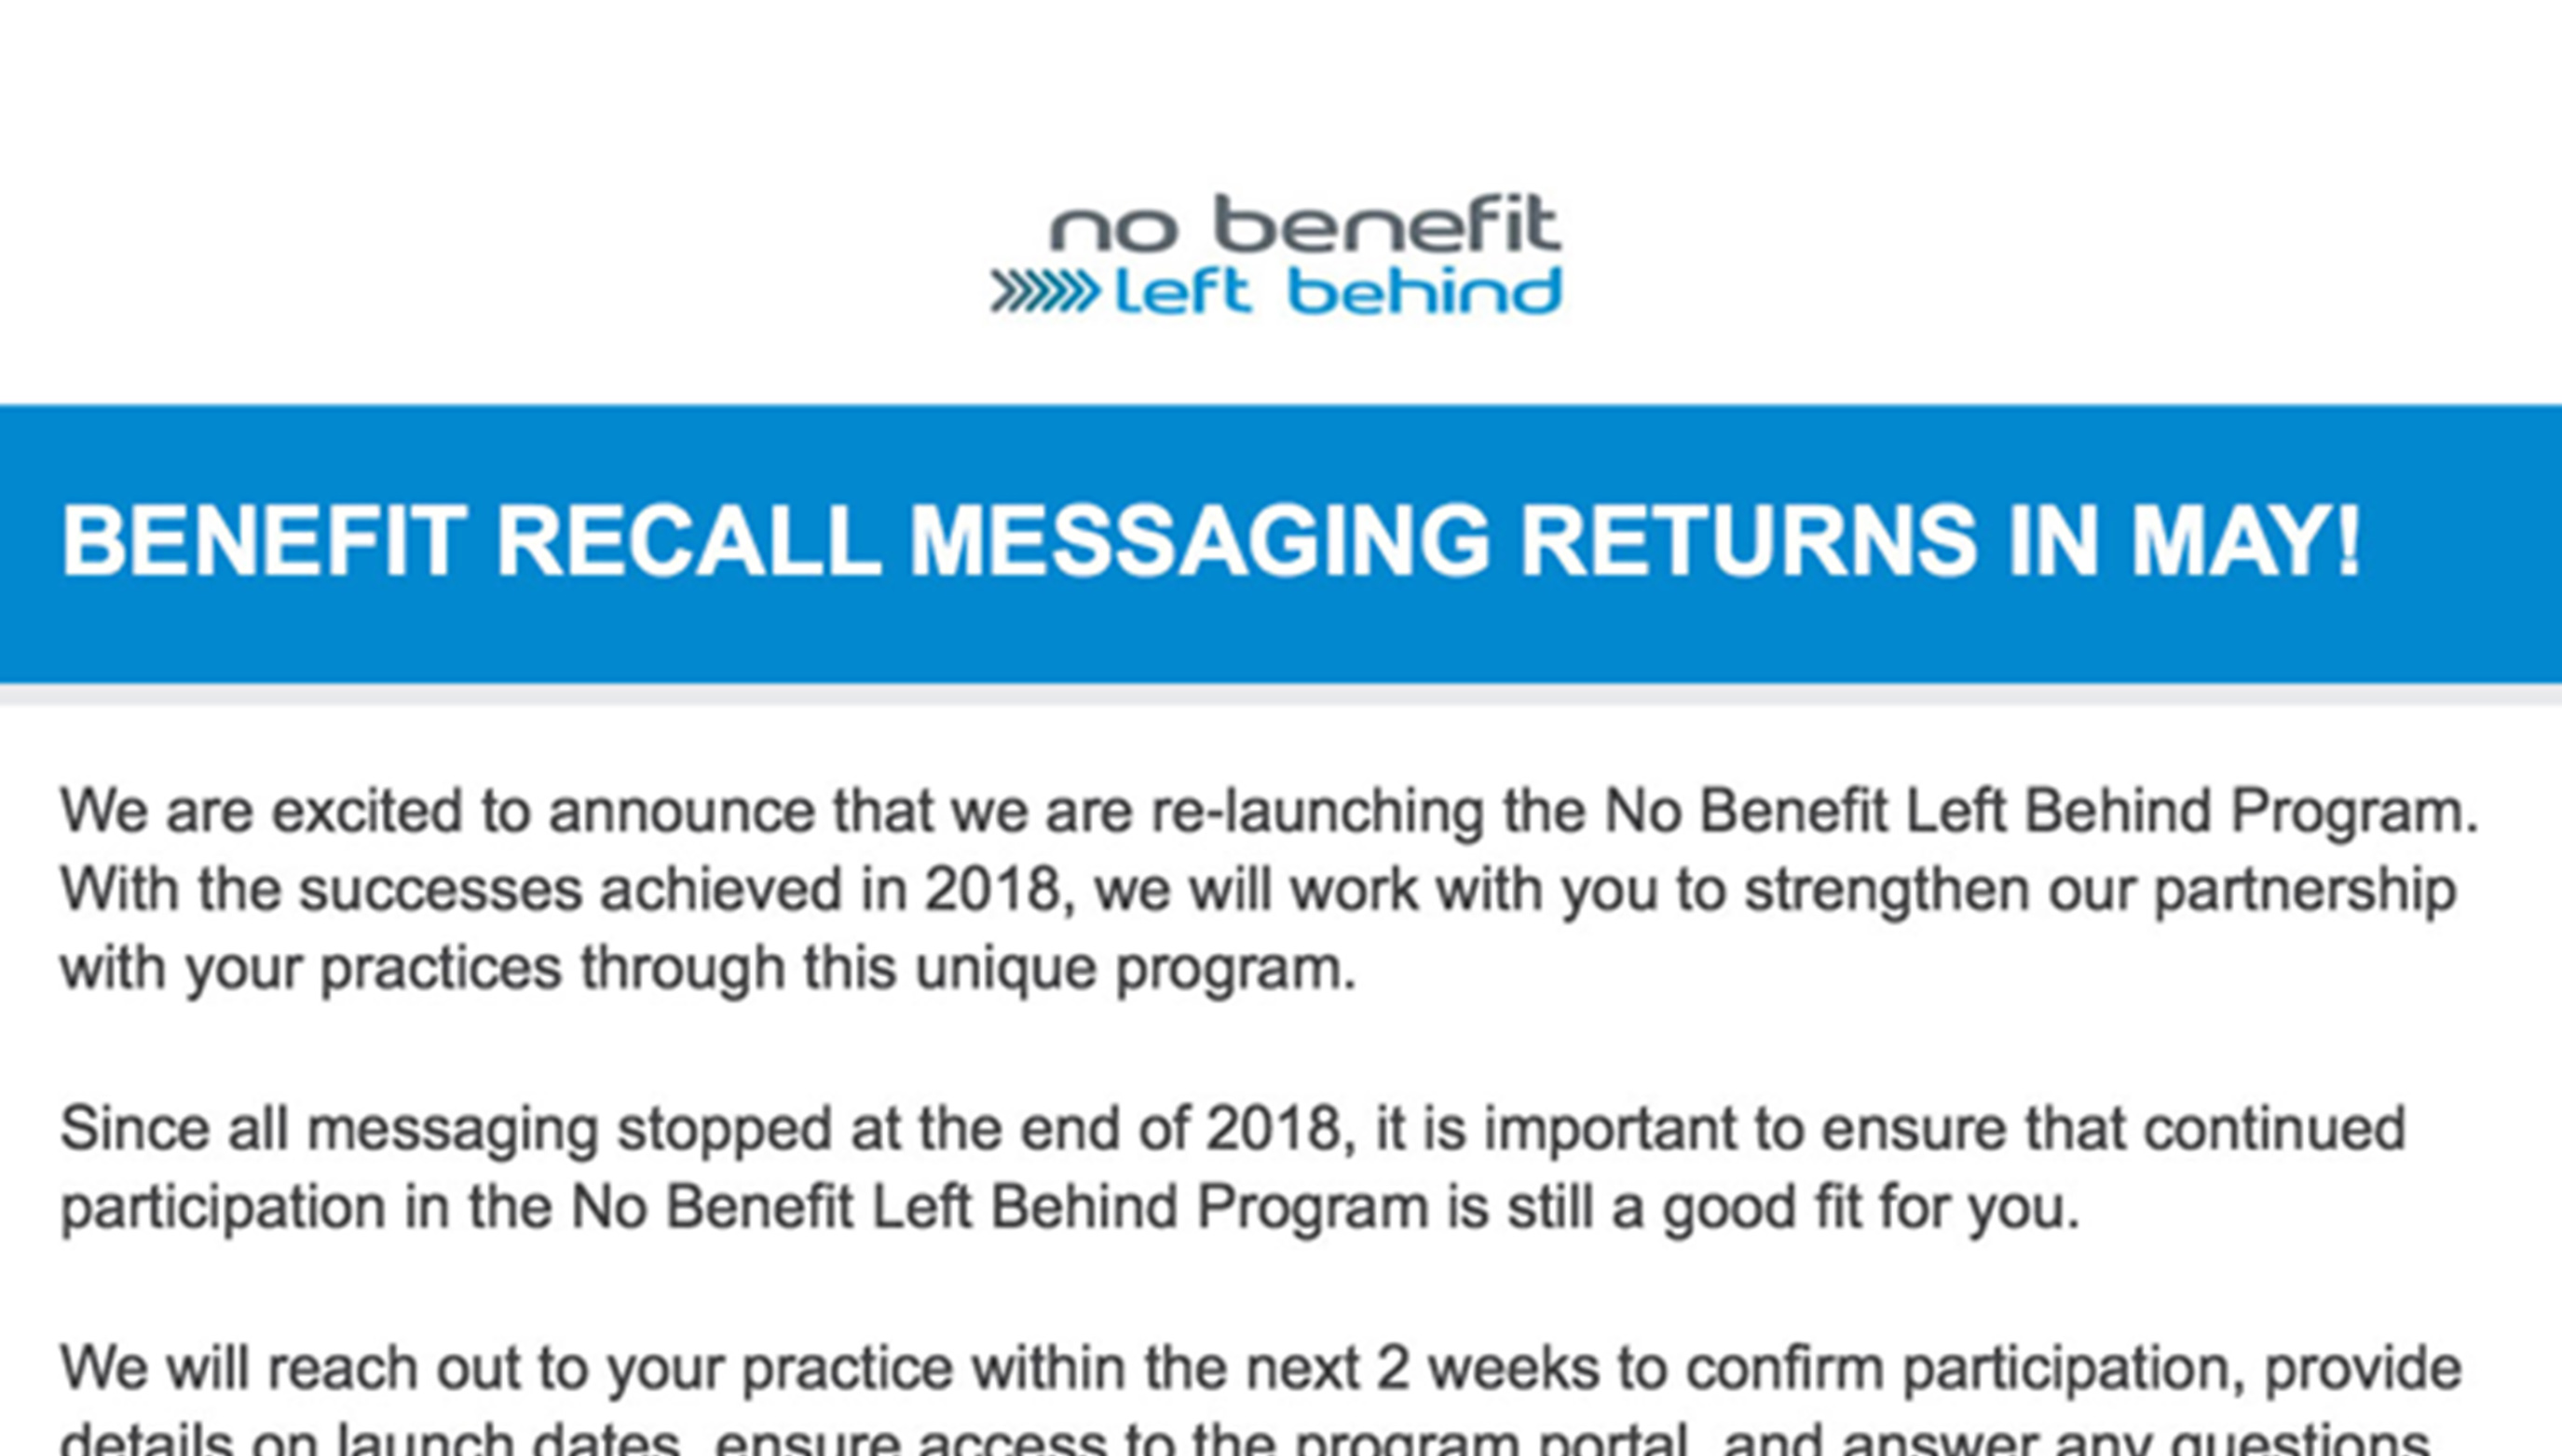 no benefit
left behind
BENEFIT RECALL MESSAGING RETURNS IN MAY!
We are excited to announce that we are re-launching the No Benefit Left Behind Program.
With the successes achieved in 2018, we will work with you to strengthen our partnership
with your practices through this unique program.
Since all messaging stopped at the end of 2018, it is important to ensure that continued
participation in the No Benefit Left Behind Program is still a good fit for you.
We will reach out to your practice within the next 2 weeks to confirm participation, provide
details on launch dates, ensure access to the program portal, and answer any questions